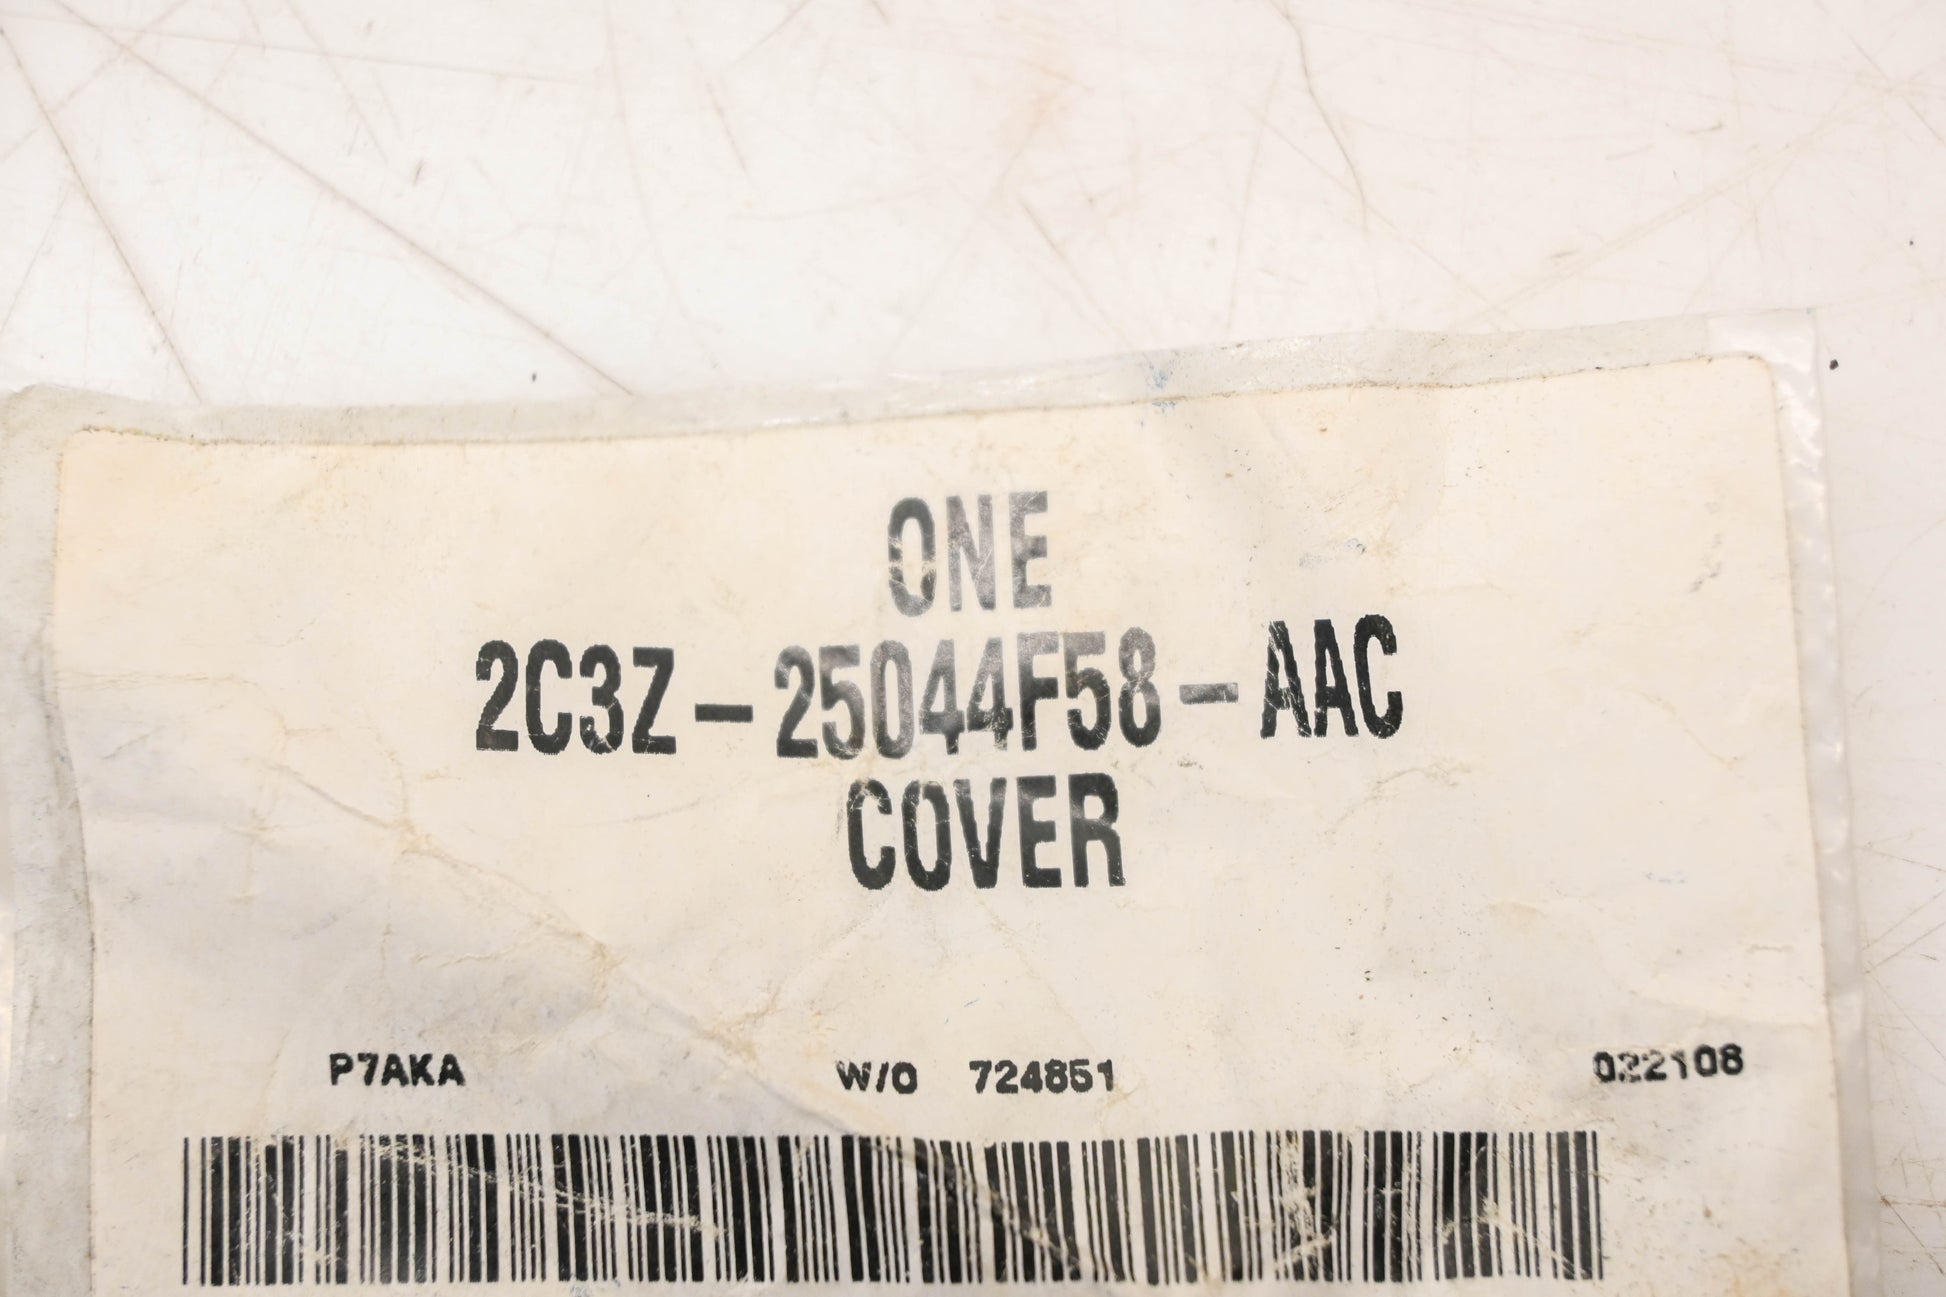 ONE
2C3Z-25044F58-AAC
COVER
P7AKA W/O 724851 022108